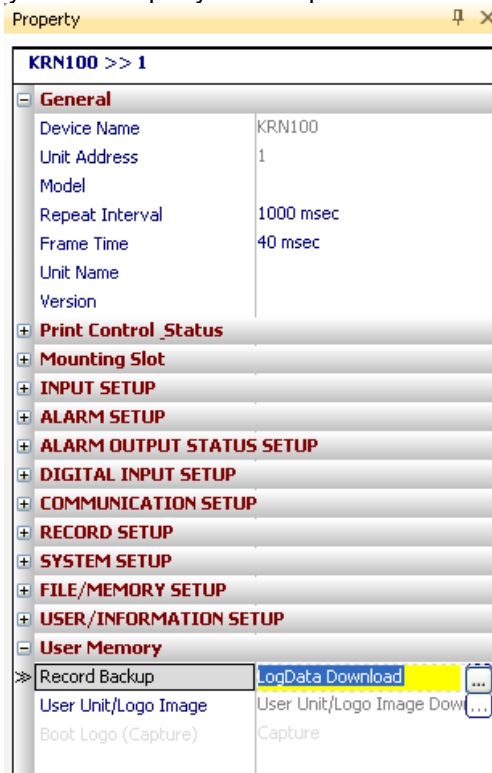 Property
KRN100 >> 1
General
Device Name KRN100
Unit Address 1
Model
Repeat Interval 1000 msec
Frame Time 40 msec
Unit Name
Version
Print Control_Status
Mounting Slot
INPUT SETUP
ALARM SETUP
ALARM OUTPUT STATUS SETUP
DIGITAL INPUT SETUP
COMMUNICATION SETUP
RECORD SETUP
SYSTEM SETUP
FILE/MEMORY SETUP
USER/INFORMATION SETUP
User Memory
Record Backup LogData Download ...
User Unit/Logo Image User Unit/Logo Image Dow ...
Boot Logo (Capture) Capture